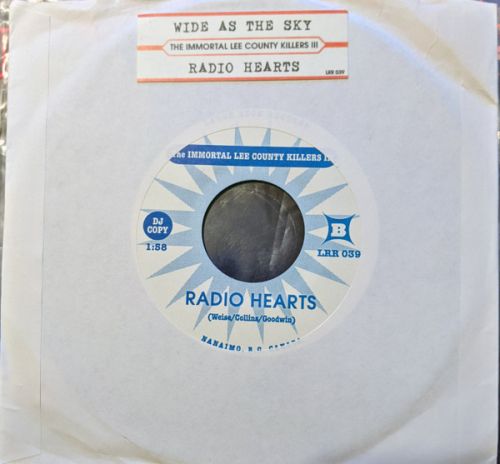 WIDE AS THE SKY
THE IMMORTAL LEE COUNTY KILLERS III
RADIO HEARTS
LRR 039
The IMMORTAL LEE COUNTY KILLERS
DJ
COPY
1:58
B
LRR 039
RADIO HEARTS
(Weise/Collins/Goodwin)
NANAIMO, B.C.